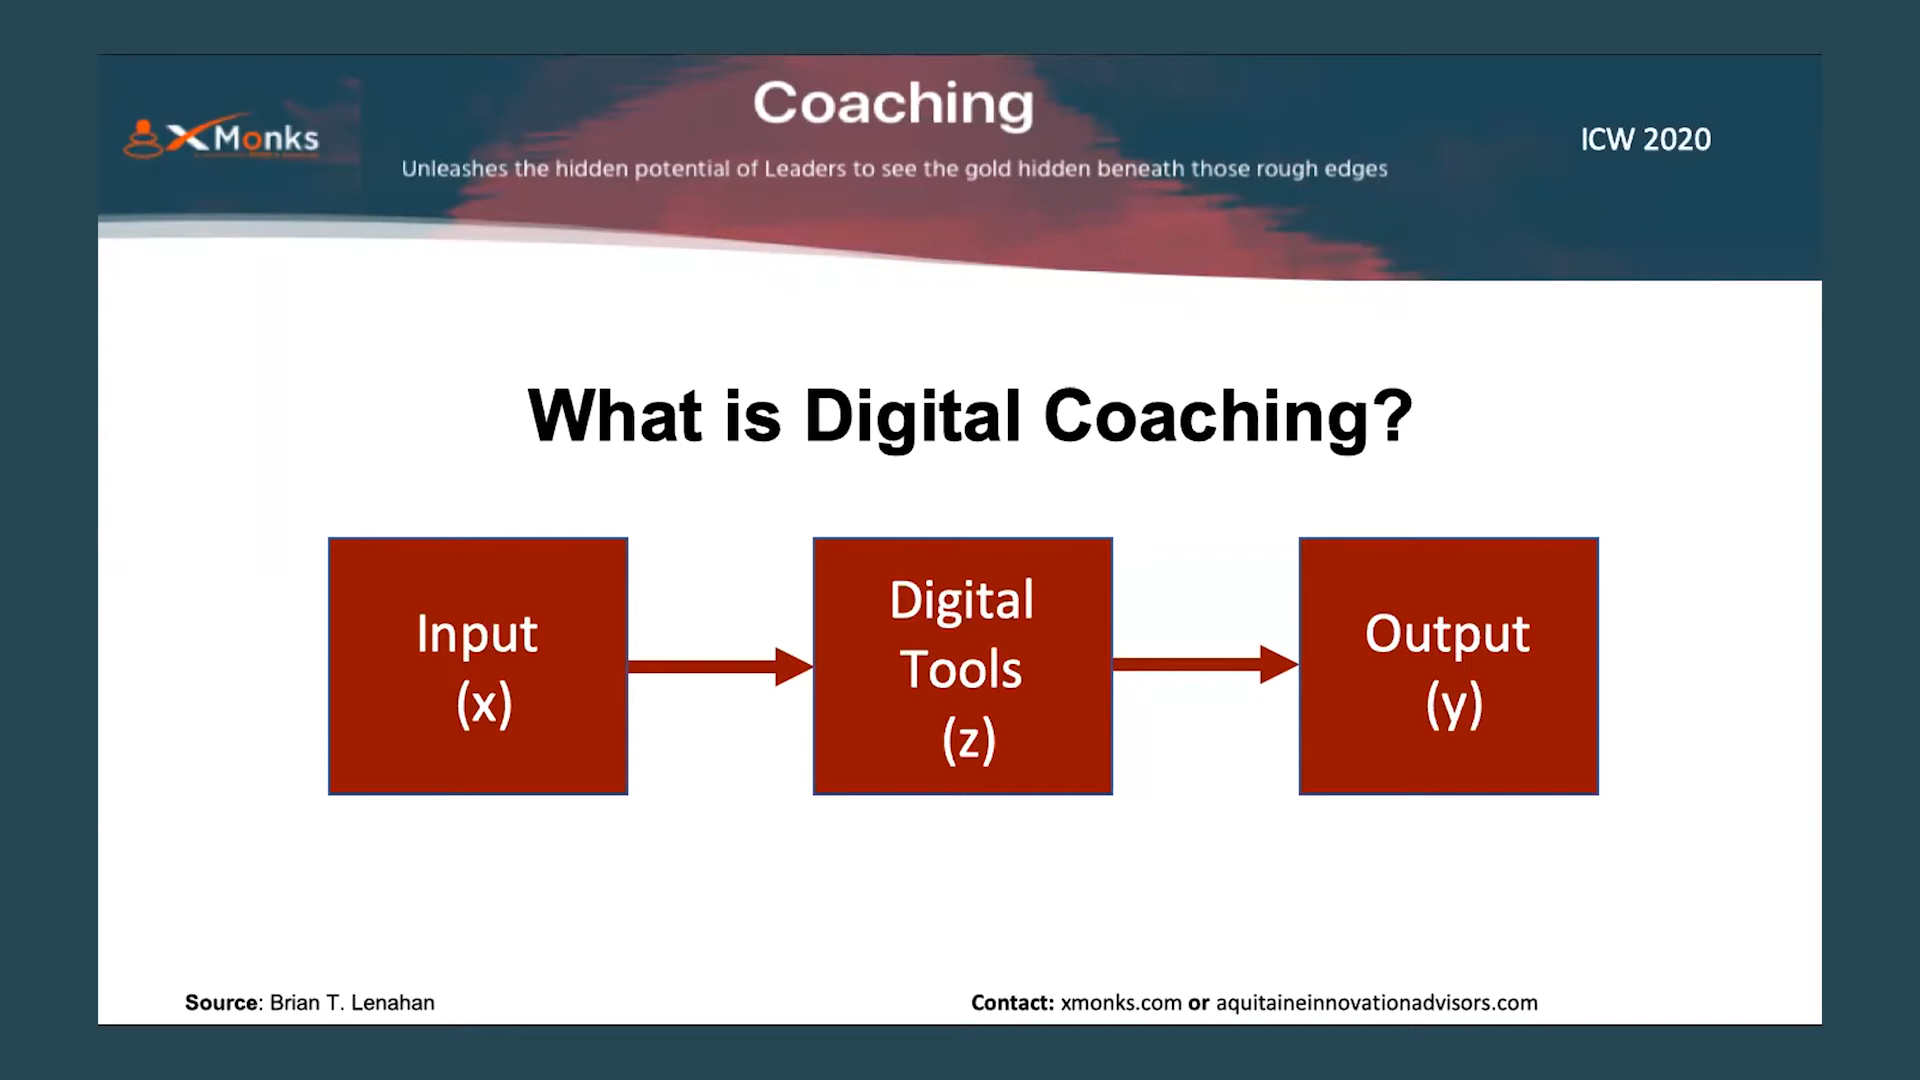 XMonks
Coaching
Unleashes the hidden potential of Leaders to see the gold hidden beneath those rough edges
ICW 2020
What is Digital Coaching?
Input
(x)
Digital
Tools
(z)
Output
(y)
Source: Brian T. Lenahan
Contact: xmonks.com or aquitaineinnovationadvisors.com